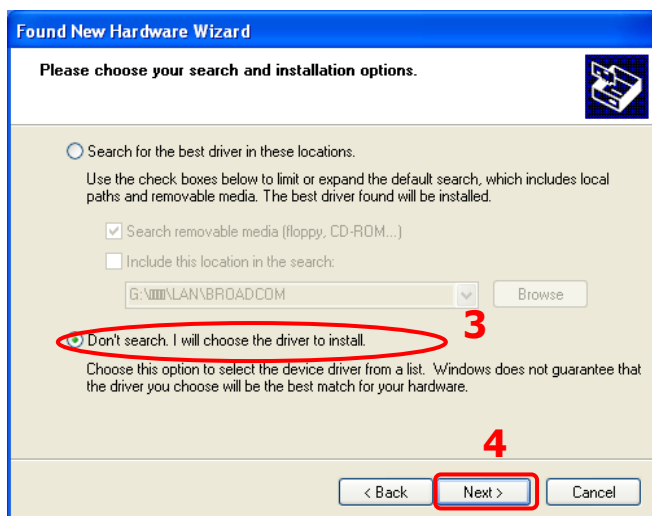 Found New Hardware Wizard
Please choose your search and installation options.
Search for the best driver in these locations.
Use the check boxes below to limit or expand the default search, which includes local
paths and removable media. The best driver found will be installed.
Search removable media (floppy, CD-ROM...)
Include this location in the search:
G:\\LAN\BROADCOM
Browse
3
Don't search. I will choose the driver to install.
Choose this option to select the device driver from a list. Windows does not guarantee that
the driver you choose will be the best match for your hardware.
4
< Back
Next >
Cancel